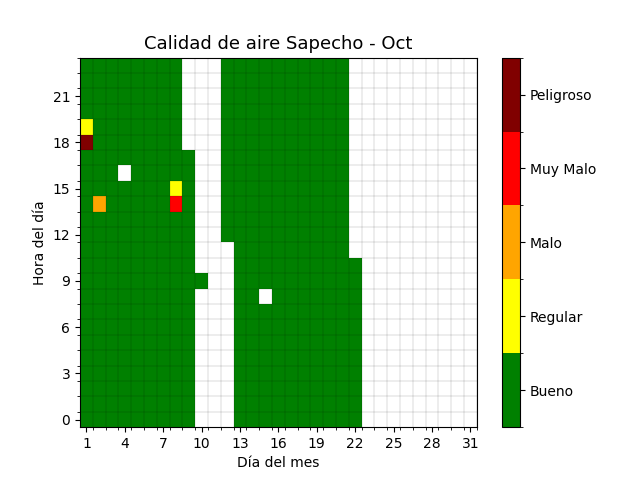 Calidad de aire Sapecho - Oct
21
18
15
12
9
6
3
0
Hora del día
1 4 7 10 13 16 19 22 25 28 31
Día del mes
Peligroso
Muy Malo
Malo
Regular
Bueno